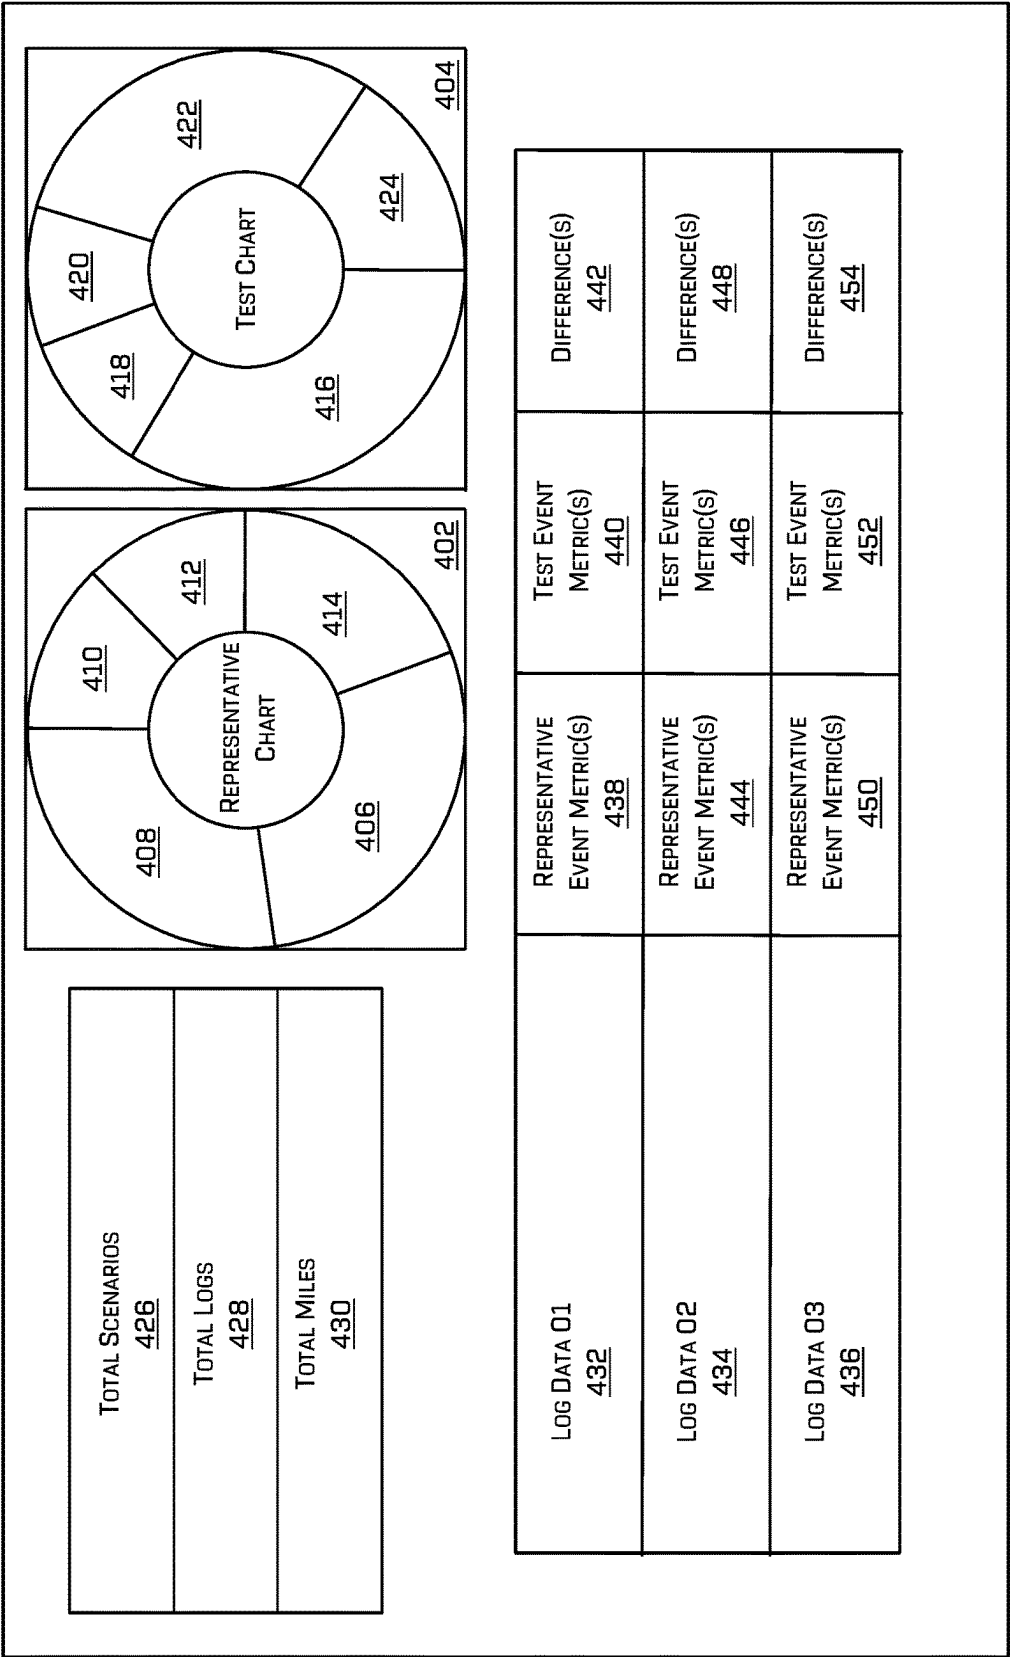 TOTAL SCENARIOS
426
TOTAL LOGS
428
TOTAL MILES
430
408
410
412
REPRESENTATIVE
CHART
406
414
402
418
420
422
TEST CHART
416
424
404
LOG DATA 01
432
REPRESENTATIVE
EVENT METRIC(S)
438
TEST EVENT
METRIC(S)
440
DIFFERENCE(S)
442
LOG DATA 02
434
REPRESENTATIVE
EVENT METRIC(S)
444
TEST EVENT
METRIC(S)
446
DIFFERENCE(S)
448
LOG DATA 03
436
REPRESENTATIVE
EVENT METRIC(S)
450
TEST EVENT
METRIC(S)
452
DIFFERENCE(S)
454